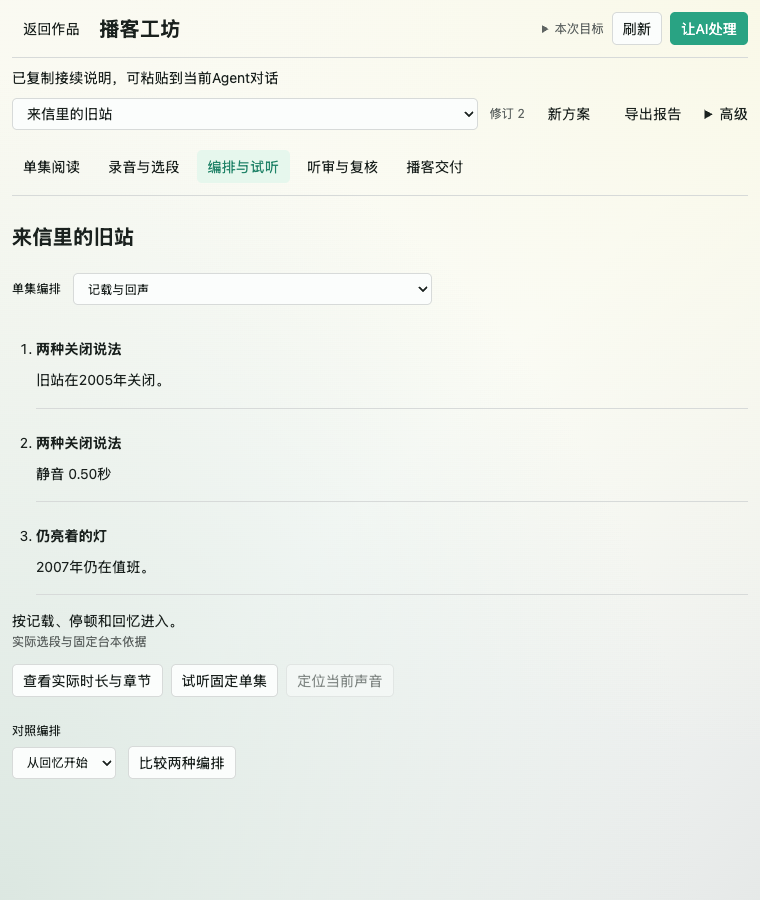 返回作品 播客工坊 ▶ 本次目标 刷新 让AI处理
已复制接续说明，可粘贴到当前Agent对话
来信里的旧站 修订 2 新方案 导出报告 ▶ 高级
单集阅读 录音与选段 编排与试听 听审与复核 播客交付
来信里的旧站
单集编排 记载与回声
1. 两种关闭说法
旧站在2005年关闭。
2. 两种关闭说法
静音 0.50秒
3. 仍亮着的灯
2007年仍在值班。
按记载、停顿和回忆进入。
实际选段与固定台本依据
查看实际时长与章节 试听固定单集 定位当前声音
对照编排
从回忆开始 比较两种编排